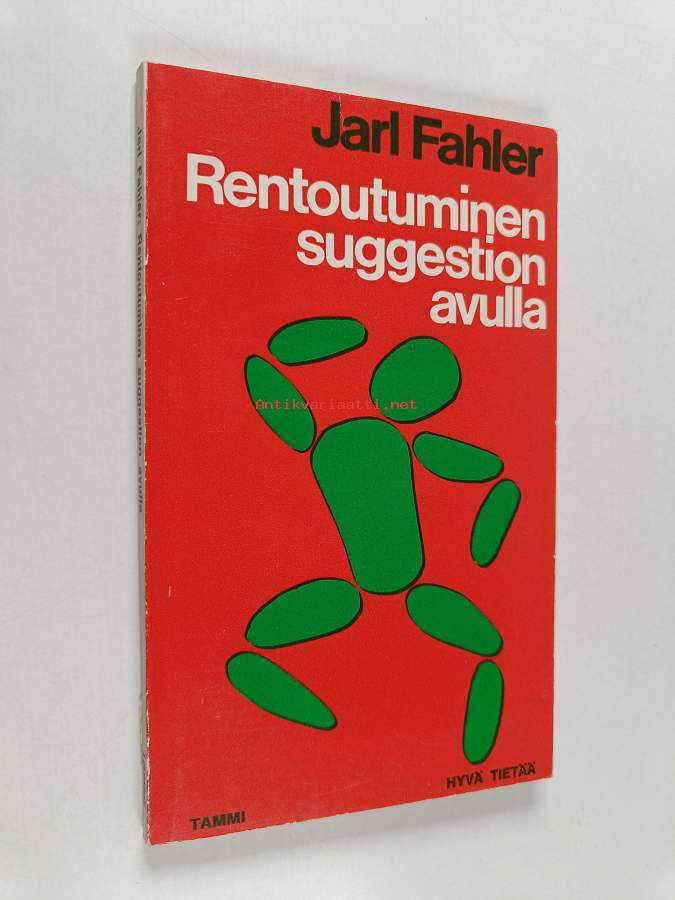 Jarl Fahler
Rentoutuminen
suggestion
avulla
Jarl Fahler: Rentoutuminen suggestion avulla
Antikvariaatti.net
HYVÄ TIETÄÄ
TAMMI